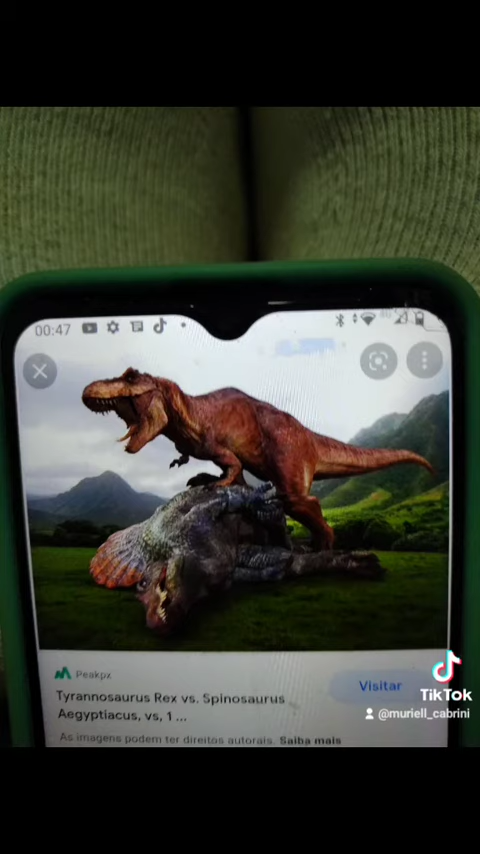 00:47
Peakpx
Tyrannosaurus Rex vs. Spinosaurus
Aegyptiacus, vs, 1 ...
Visitar
As imagens podem ter direitos autorais. Saiba mais
TikTok
@muriell_cabrini